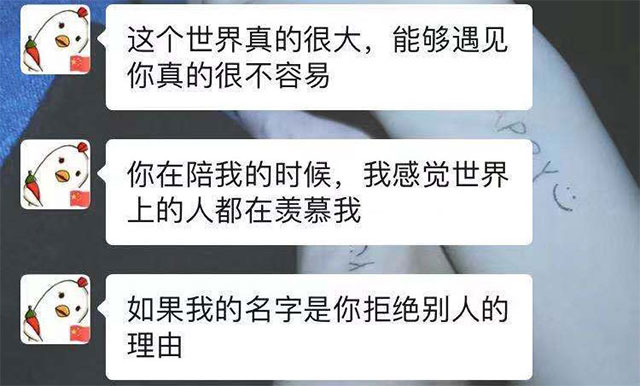 这个世界真的很大，能够遇见
你真的很不容易
你在陪我的时候，我感觉世界
上的人都在羡慕我
如果我的名字是你拒绝别人的
理由